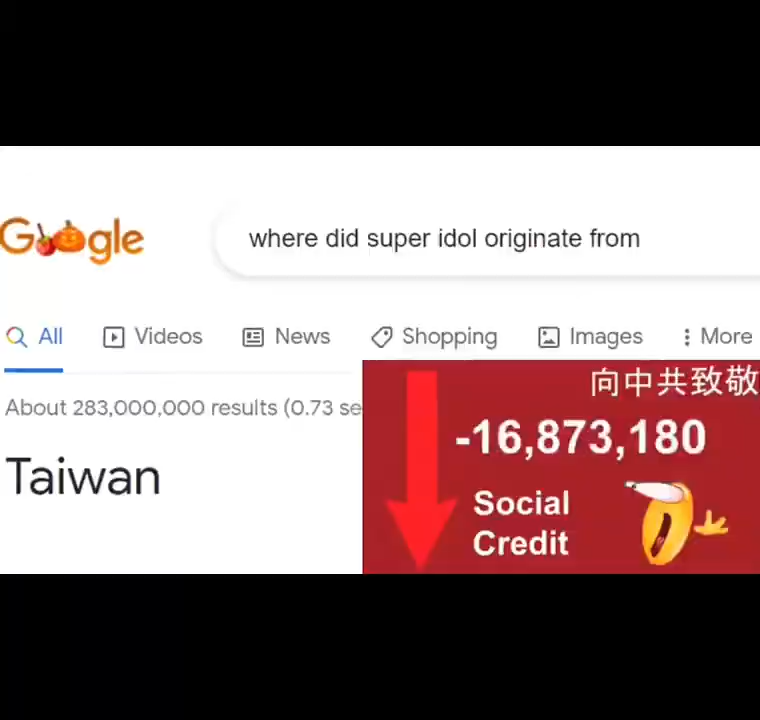 Google
where did super idol originate from
All Videos News Shopping Images More
About 283,000,000 results (0.73 se
Taiwan
向中共致敬
-16,873,180
Social
Credit